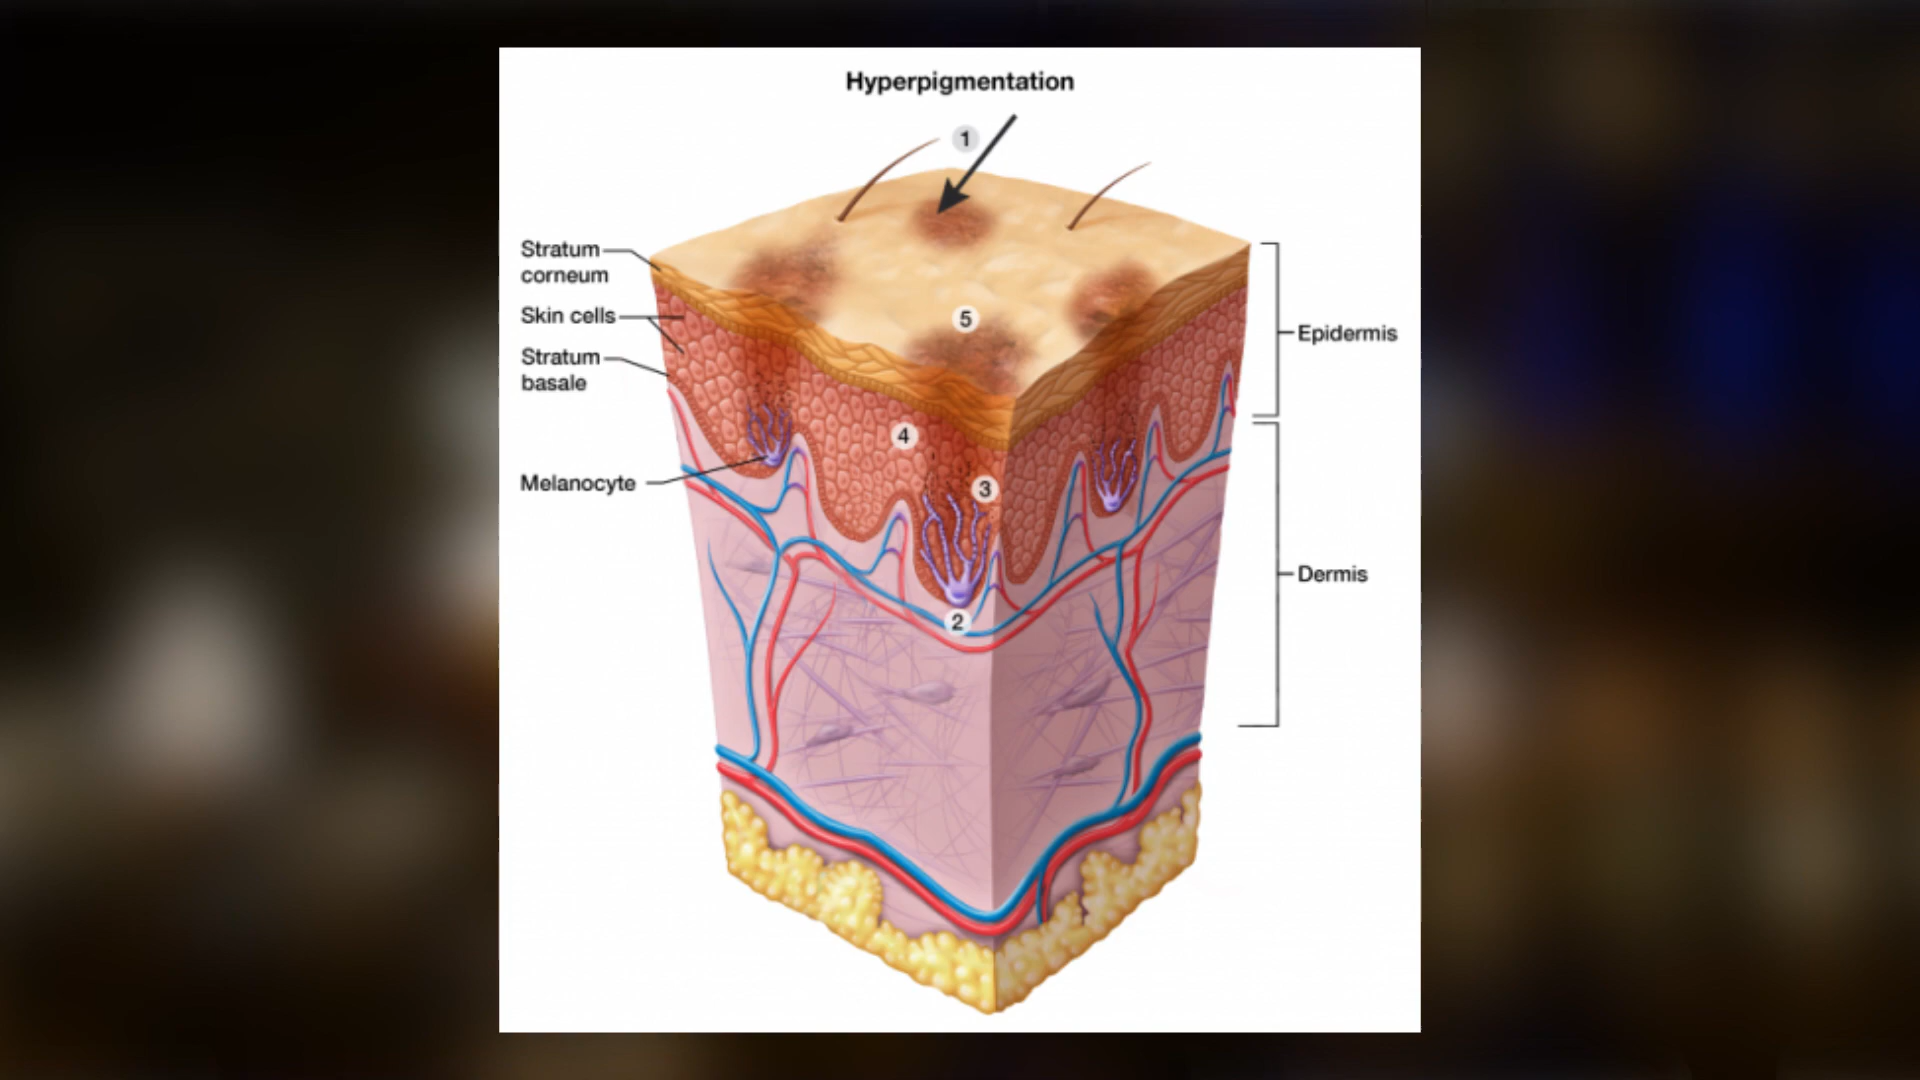 Hyperpigmentation
1
Stratum
corneum
Skin cells
Stratum
basale
Melanocyte
5
4
3
2
Epidermis
Dermis